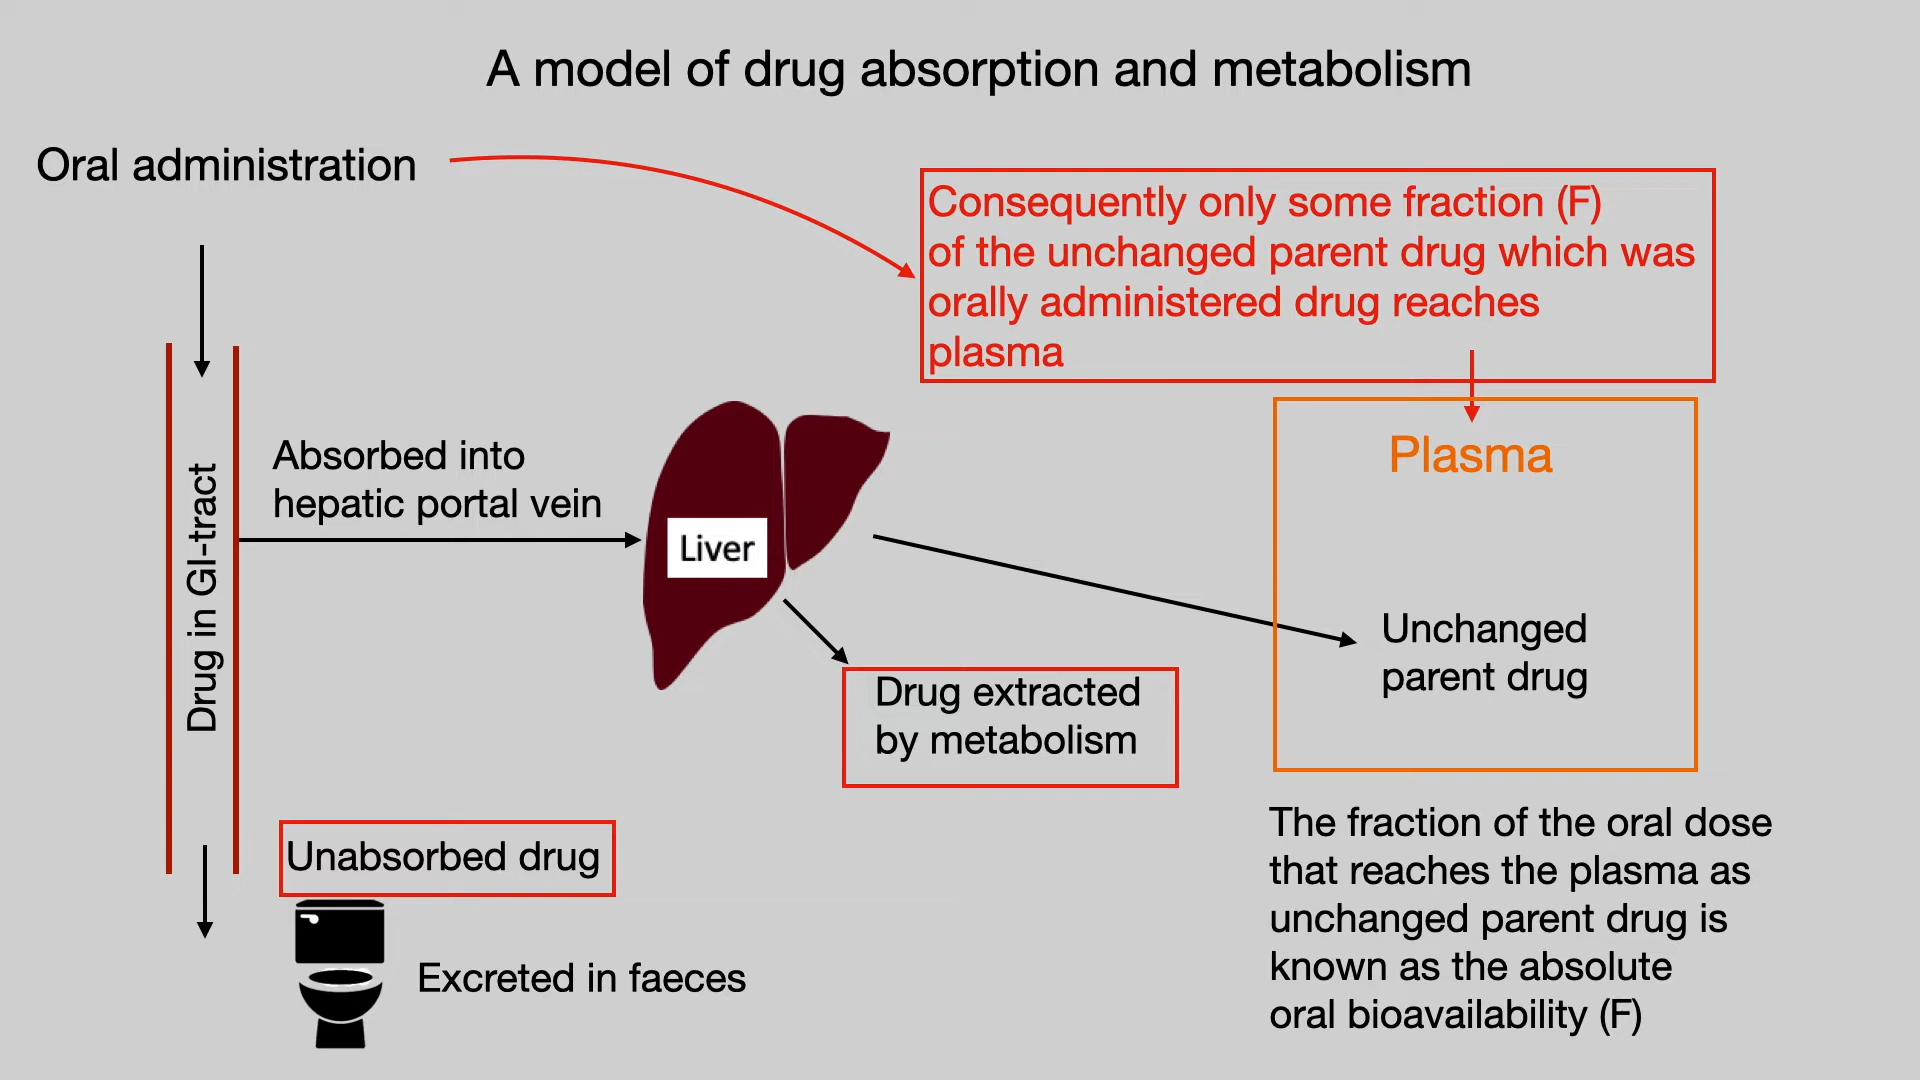 A model of drug absorption and metabolism
Oral administration
Consequently only some fraction (F)
of the unchanged parent drug which was
orally administered drug reaches
plasma
Absorbed into
hepatic portal vein
Drug in GI-tract
Liver
Plasma
Unchanged
parent drug
Drug extracted
by metabolism
Unabsorbed drug
Excreted in faeces
The fraction of the oral dose
that reaches the plasma as
unchanged parent drug is
known as the absolute
oral bioavailability (F)